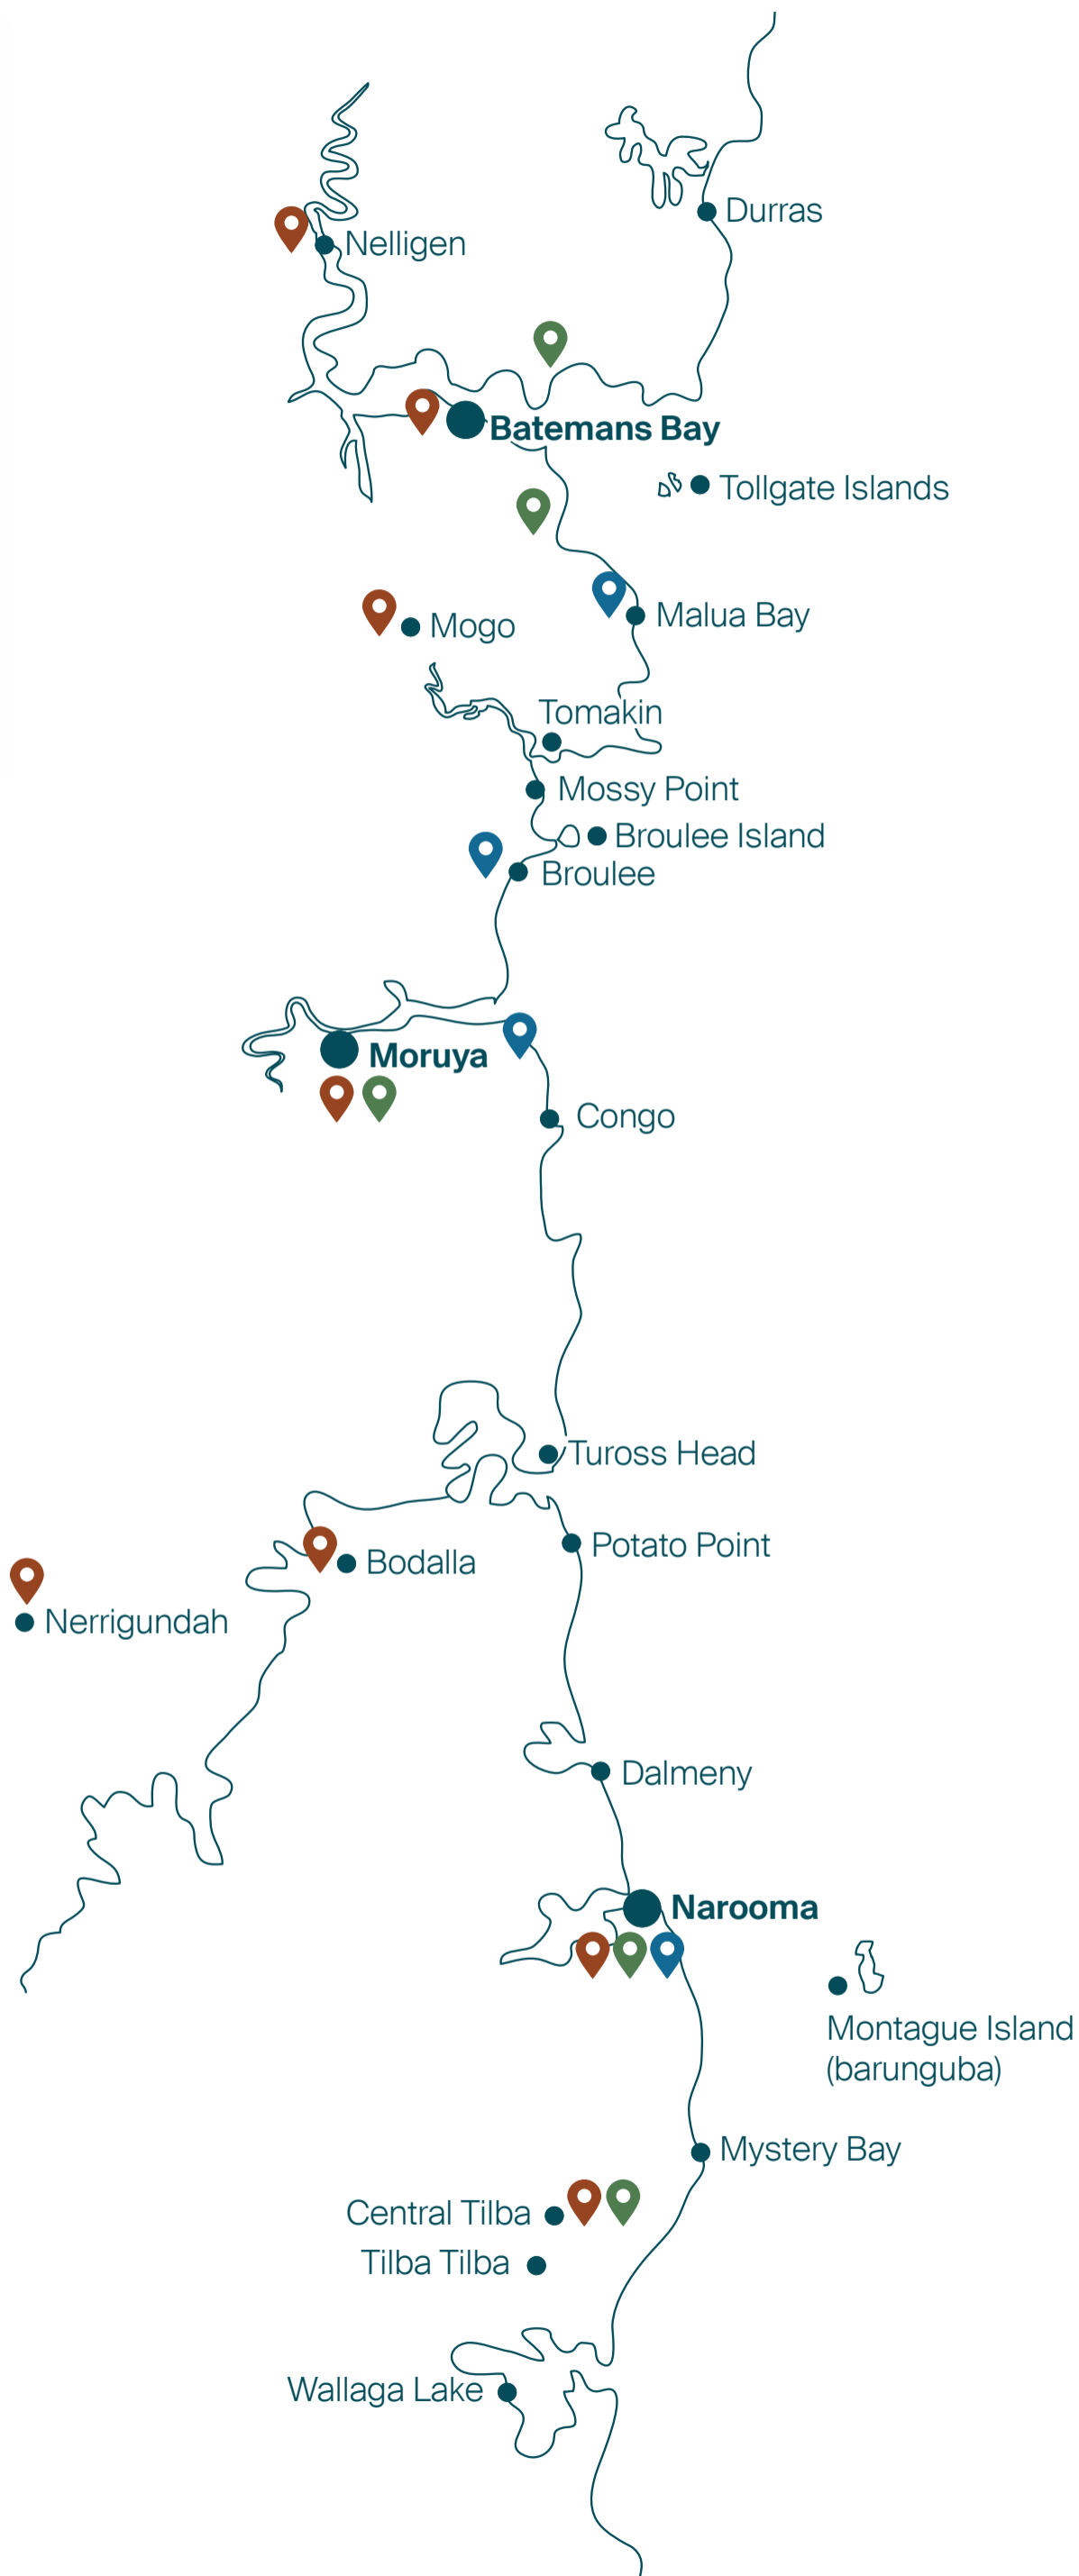 Durras
Nelligen
Batemans Bay
Tollgate Islands
Malua Bay
Mogo
Tomakin
Mossy Point
Broulee Island
Broulee
Moruya
Congo
Tuross Head
Potato Point
Bodalla
Nerrigundah
Dalmeny
Narooma
Montague Island
(barunguba)
Mystery Bay
Central Tilba
Tilba Tilba
Wallaga Lake